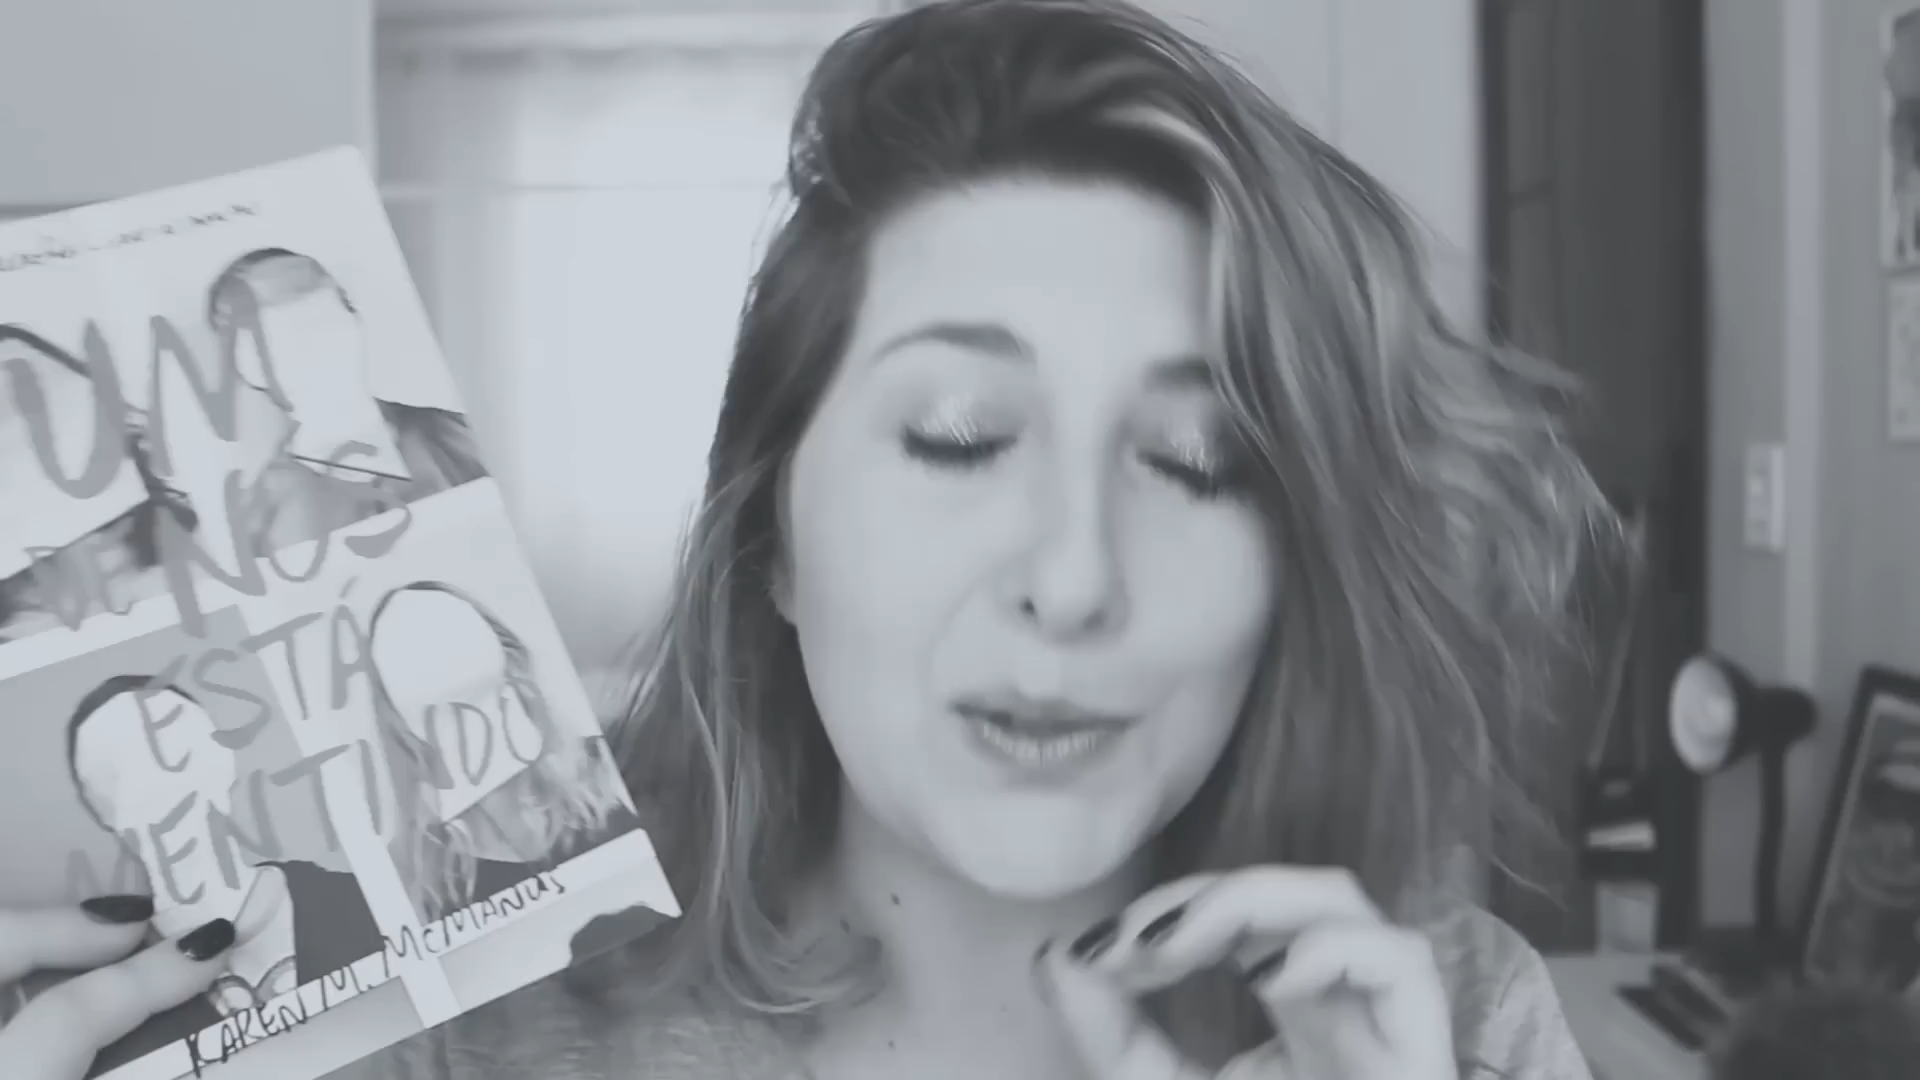 UM
DE NÓS
ESTÁ
MENTINDO
KAREN M. MCMANUS